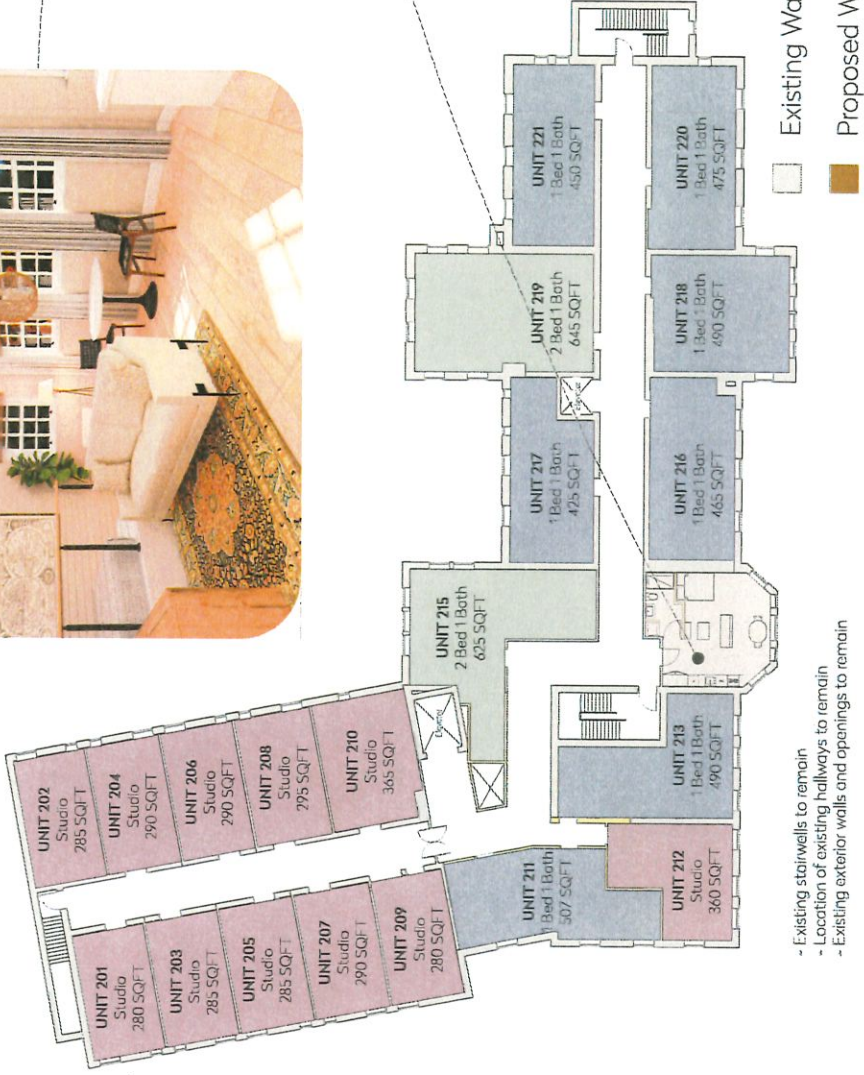 UNIT 201
Studio
280 SQFT
UNIT 202
Studio
285 SQFT
UNIT 203
Studio
285 SQFT
UNIT 204
Studio
290 SQFT
UNIT 205
Studio
285 SQFT
UNIT 206
Studio
290 SQFT
UNIT 207
Studio
290 SQFT
UNIT 208
Studio
295 SQFT
UNIT 209
Studio
280 SQFT
UNIT 210
Studio
365 SQFT
Elevator
UNIT 211
1 Bed 1 Bath
507 SQFT
UNIT 212
Studio
360 SQFT
UNIT 213
1 Bed 1 Bath
490 SQFT
UNIT 215
2 Bed 1 Bath
625 SQFT
UNIT 217
1 Bed 1 Bath
425 SQFT
Elevator
UNIT 216
1 Bed 1 Bath
465 SQFT
UNIT 219
2 Bed 1 Bath
645 SQFT
UNIT 218
1 Bed 1 Bath
490 SQFT
UNIT 221
1 Bed 1 Bath
450 SQFT
UNIT 220
1 Bed 1 Bath
475 SQFT
~ Existing stairwells to remain
~ Location of existing hallways to remain
~ Existing exterior walls and openings to remain
Existing Wa
Proposed W